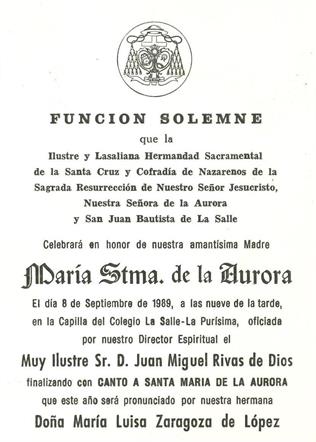 FUNCION SOLEMNE
que la
Ilustre y Lasaliana Hermandad Sacramental
de la Santa Cruz y Cofradía de Nazarenos de la
Sagrada Resurrección de Nuestro Señor Jesucristo,
Nuestra Señora de la Aurora
y San Juan Bautista de La Salle
Celebrará en honor de nuestra amantísima Madre
María Stma. de la Aurora
El día 8 de Septiembre de 1989, a las nueve de la tarde,
en la Capilla del Colegio La Salle-La Purísima, oficiada
por nuestro Director Espiritual el
Muy Ilustre Sr. D. Juan Miguel Rivas de Dios
finalizando con CANTO A SANTA MARIA DE LA AURORA
que este año será pronunciado por nuestra hermana
Doña María Luisa Zaragoza de López